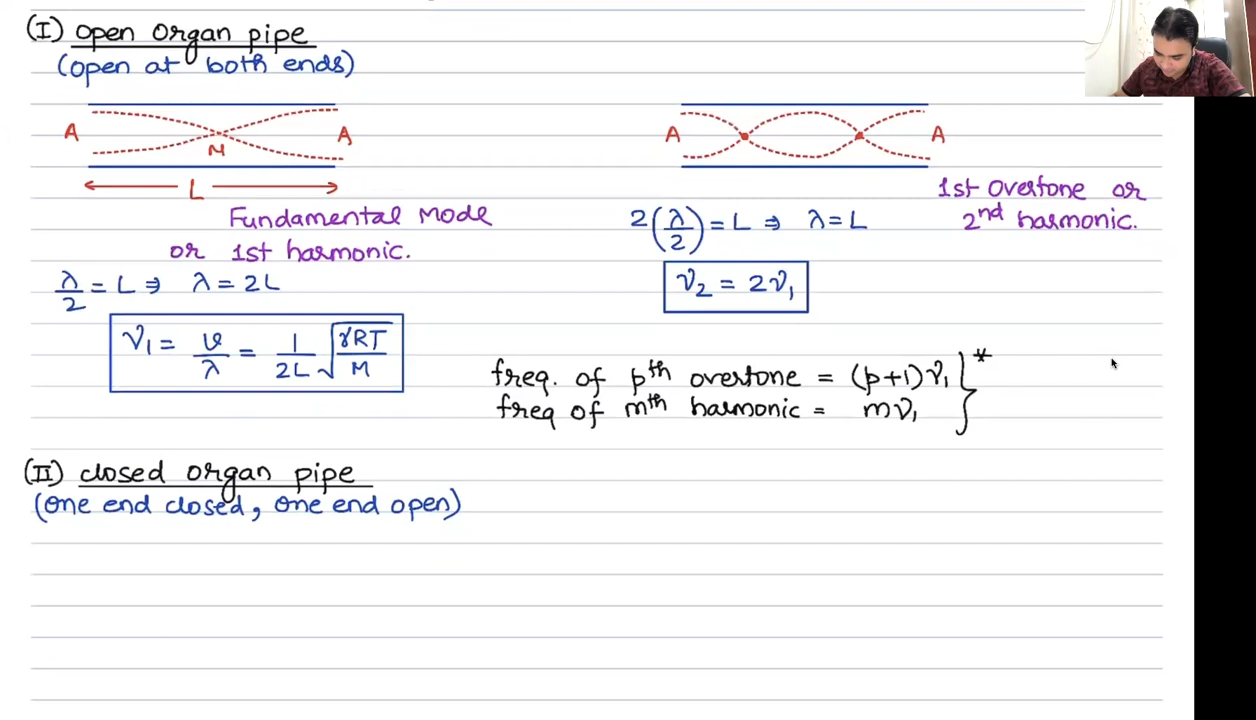 (I) open organ pipe
(open at both ends)
A A
N
L
Fundamental Mode
or 1st harmonic.
λ/2 = L ⇒ λ = 2L
ν₁ = v/λ = 1/2L √(γRT/M)
A A
1st overtone or
2nd harmonic.
2(λ/2) = L ⇒ λ = L
ν₂ = 2ν₁
freq. of pth overtone = (p+1)ν₁ } *
freq of mth harmonic = mν₁
(II) closed organ pipe
(one end closed, one end open)